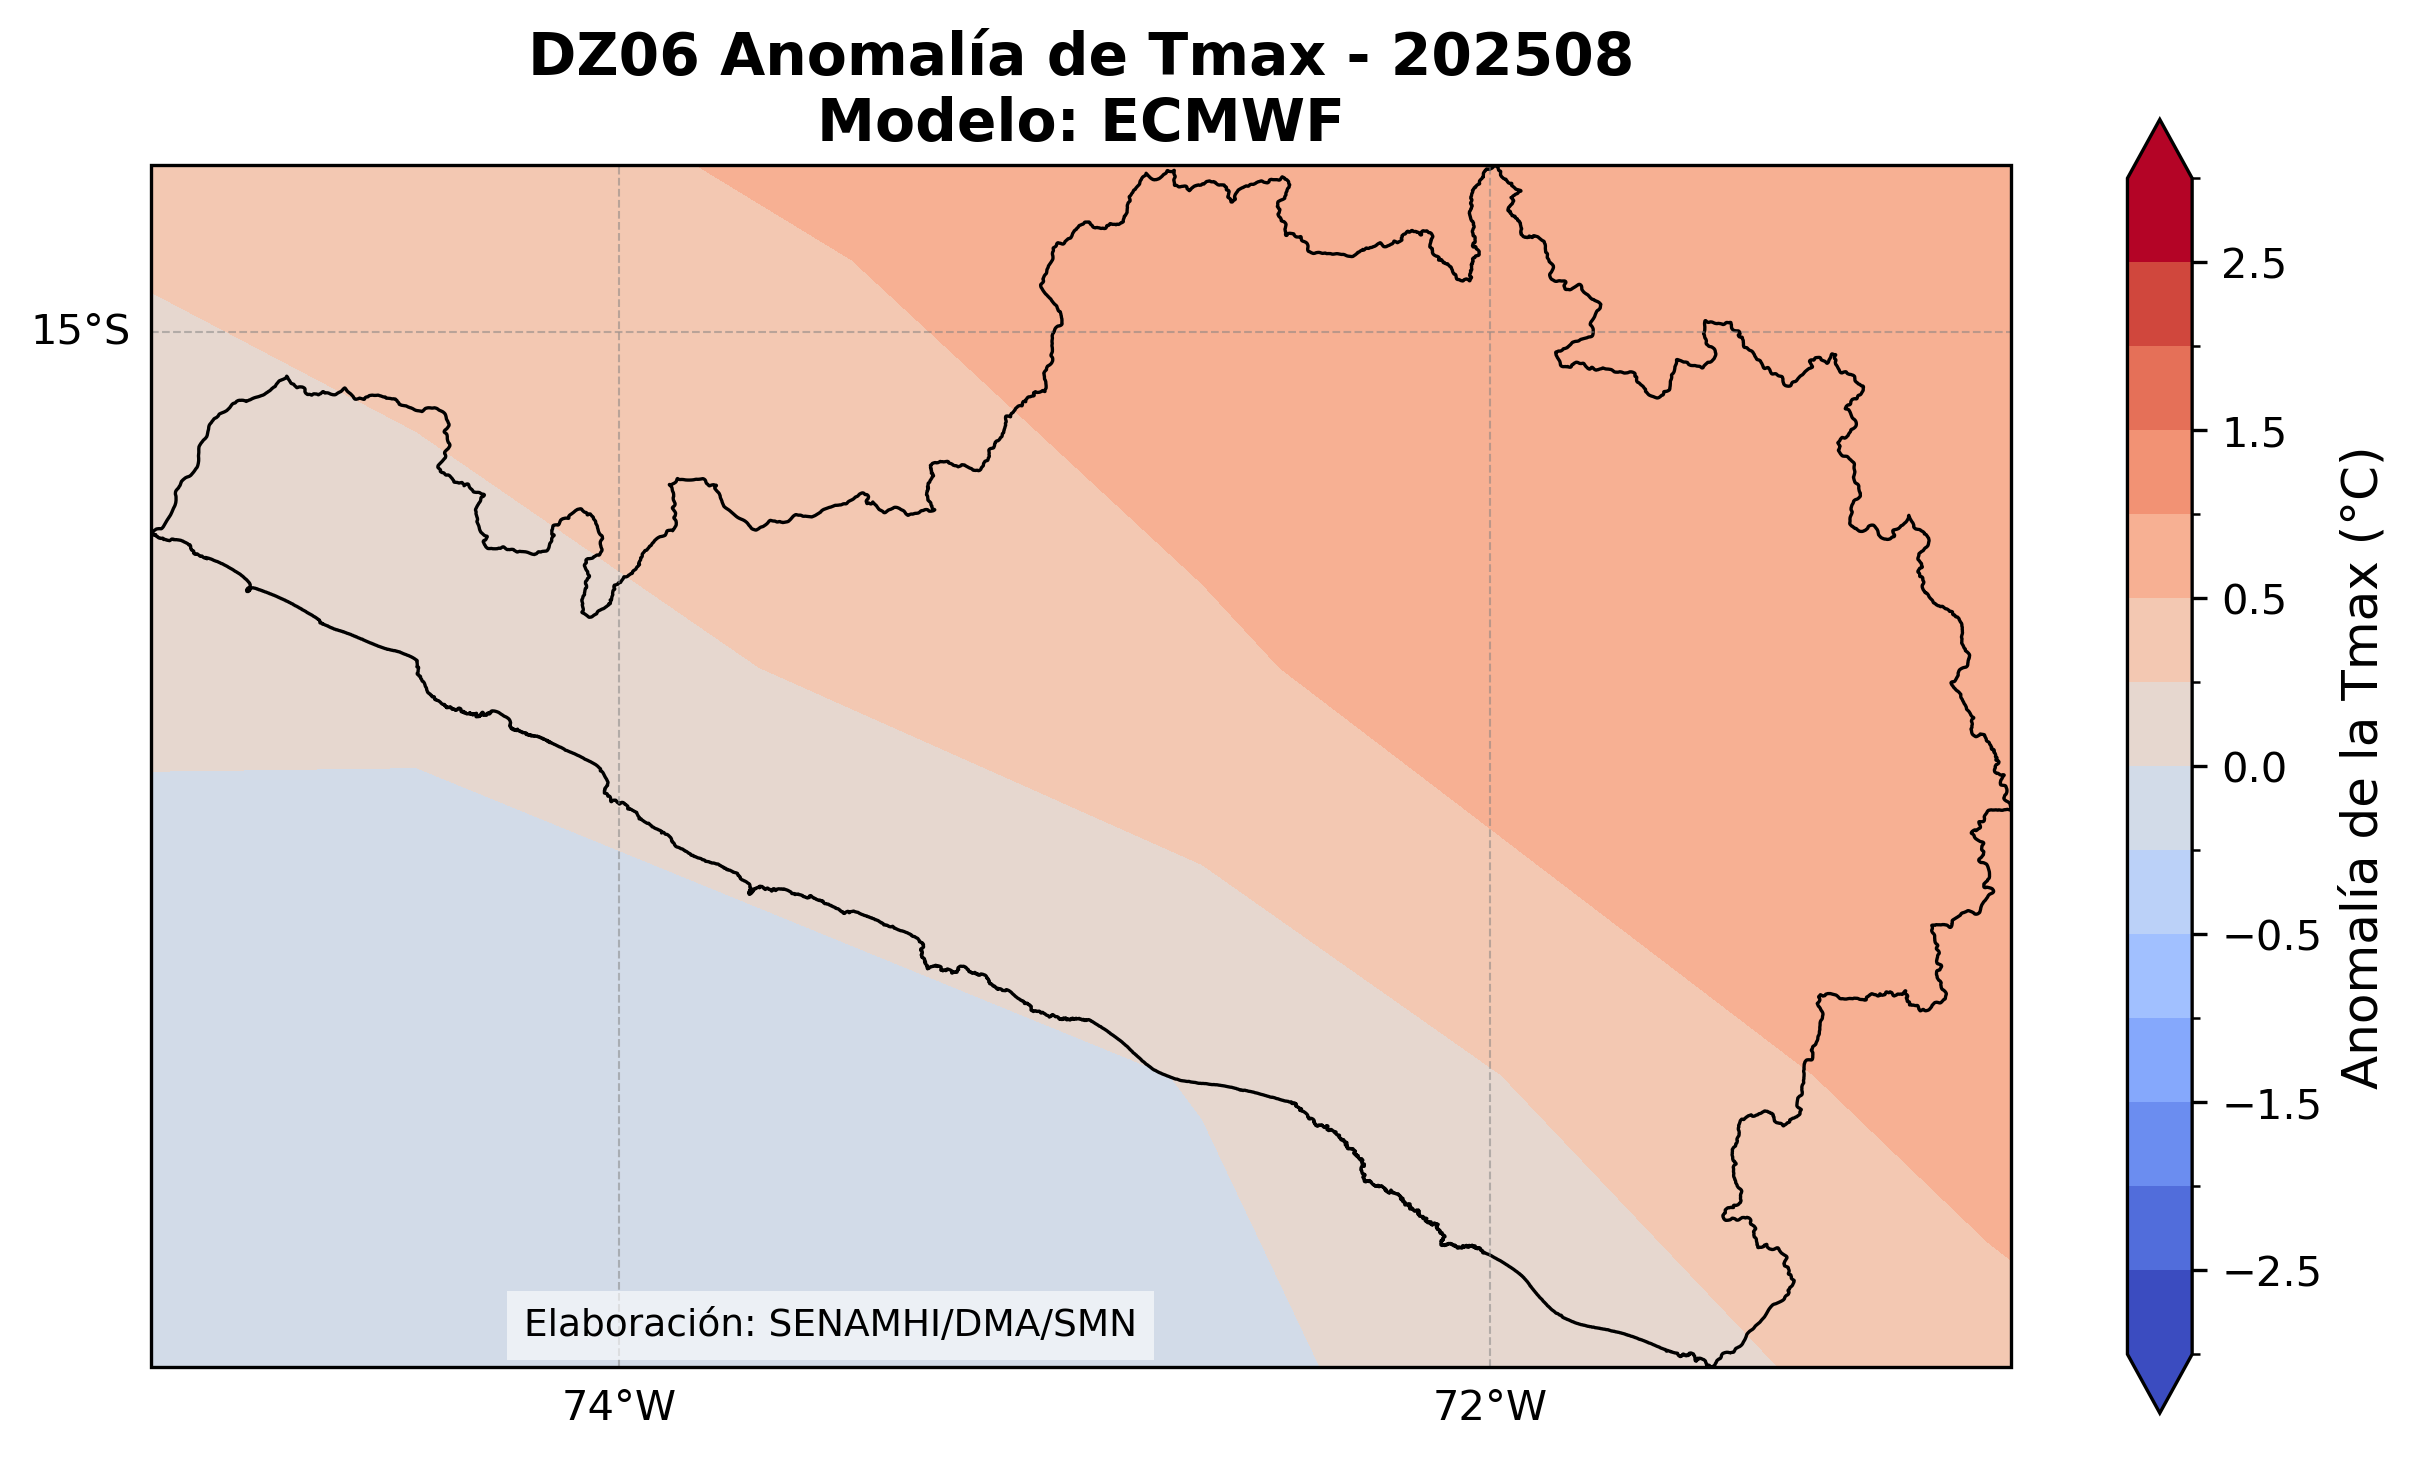 DZ06 Anomalía de Tmax - 202508
Modelo: ECMWF
15°S
74°W
72°W
Elaboración: SENAMHI/DMA/SMN
2.5
1.5
0.5
0.0
−0.5
−1.5
−2.5
Anomalía de la Tmax (°C)